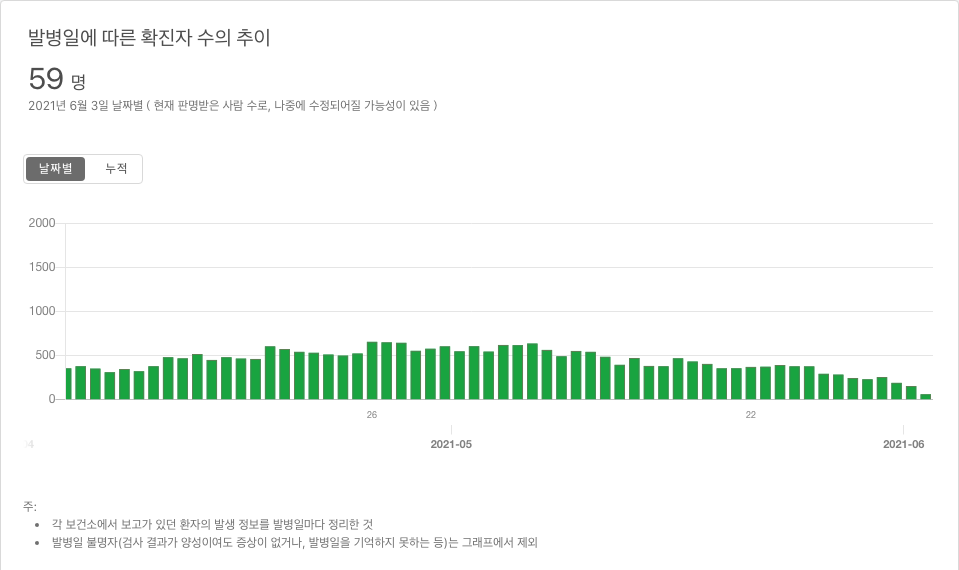 발병일에 따른 확진자 수의 추이
59 명
2021년 6월 3일 날짜별 ( 현재 판명받은 사람 수로, 나중에 수정되어질 가능성이 있음 )
날짜별 누적
2000
1500
1000
500
0
26 22
2021-05 2021-06
주:
각 보건소에서 보고가 있던 환자의 발생 정보를 발병일마다 정리한 것
발병일 불명자(검사 결과가 양성이여도 증상이 없거나, 발병일을 기억하지 못하는 등)는 그래프에서 제외